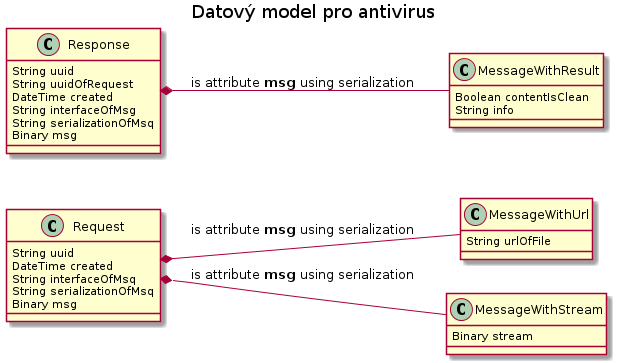 Datový model pro antivirus
C Response
String uuid
String uuidOfRequest
DateTime created
String interfaceOfMsg
String serializationOfMsg
Binary msg
is attribute msg using serialization
C MessageWithResult
Boolean contentIsClean
String info
C Request
String uuid
DateTime created
String interfaceOfMsg
String serializationOfMsg
Binary msg
is attribute msg using serialization
C MessageWithUrl
String urlOfFile
is attribute msg using serialization
C MessageWithStream
Binary stream